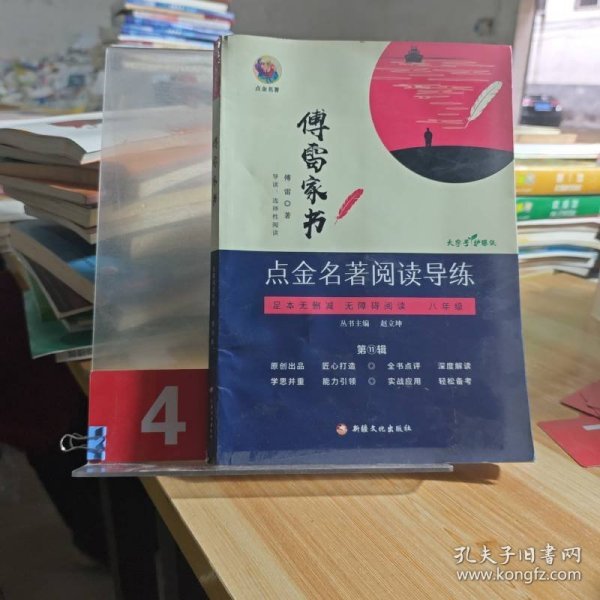 点金名著
傅雷家书
傅雷◎著
导读·选择性阅读
大字号护眼版
点金名著阅读导练
足本无删减 无障碍阅读 八年级
丛书主编 赵立坤
第⑪辑
原创出品 匠心打造 ◎ 全书点评 深度解读
学思并重 能力引领 ◎ 实战应用 轻松备考
新疆文化出版社
傅雷家书
4
孔夫子旧书网
www.kongfz.com